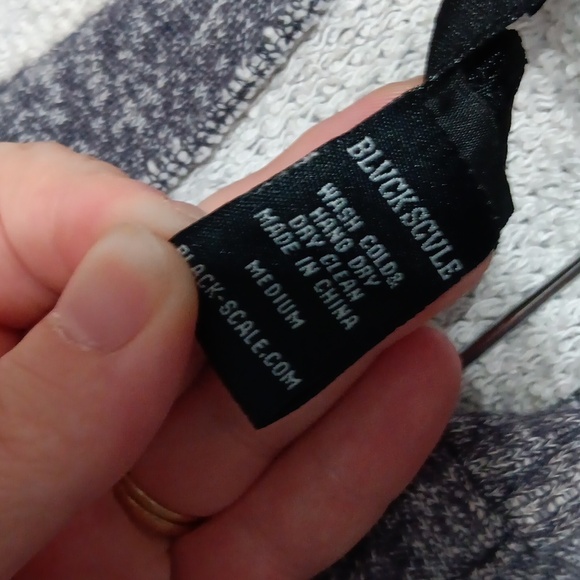 BLVCK SCVLE
WASH COLD&
HANG DRY
DRY CLEAN
MADE IN CHINA
MEDIUM
BLACK-SCALE.COM